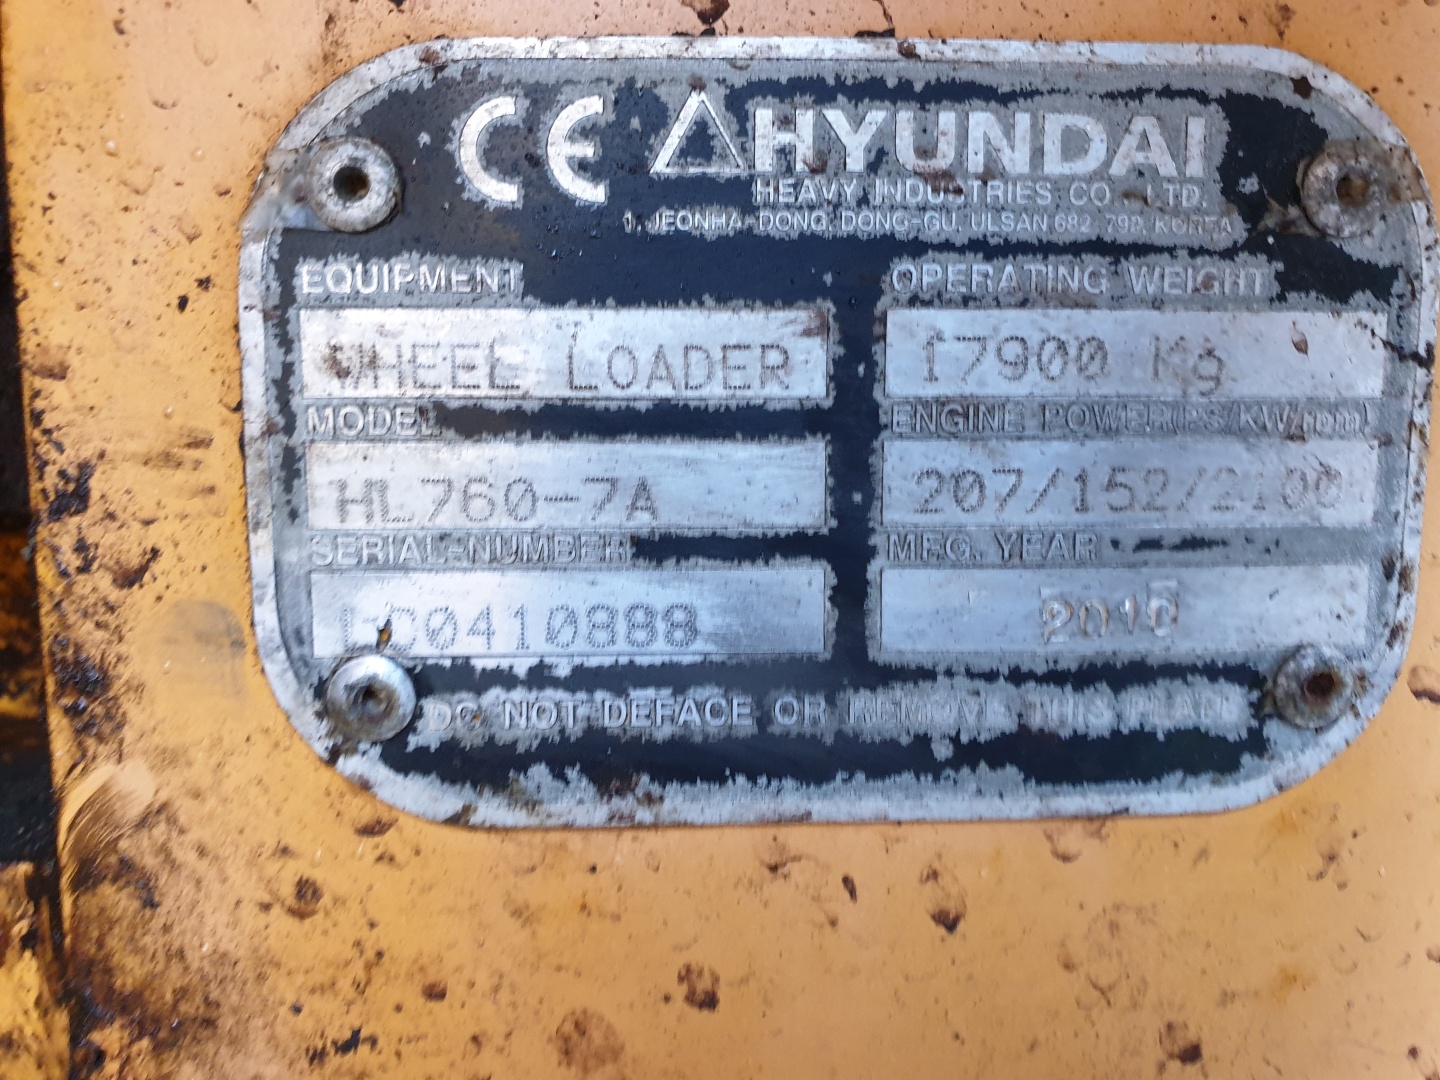 CE HYUNDAI
HEAVY INDUSTRIES CO., LTD.
1, JEONHA-DONG, DONG-GU, ULSAN 682-792, KOREA
EQUIPMENT OPERATING WEIGHT
WHEEL LOADER 17900 Kg
MODEL ENGINE POWER(PS/KW/rpm)
HL760-7A 207/152/2100
SERIAL-NUMBER MFG. YEAR
LC0410888 2010
DO NOT DEFACE OR REMOVE THIS PLATE